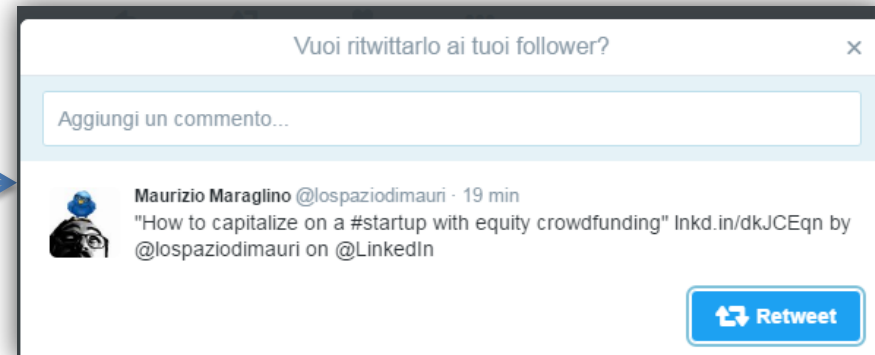 Vuoi ritwittarlo ai tuoi follower?
×
Aggiungi un commento...
Maurizio Maraglino @lospaziodimauri · 19 min
"How to capitalize on a #startup with equity crowdfunding" lnkd.in/dkJCEqn by
@lospaziodimauri on @LinkedIn
Retweet